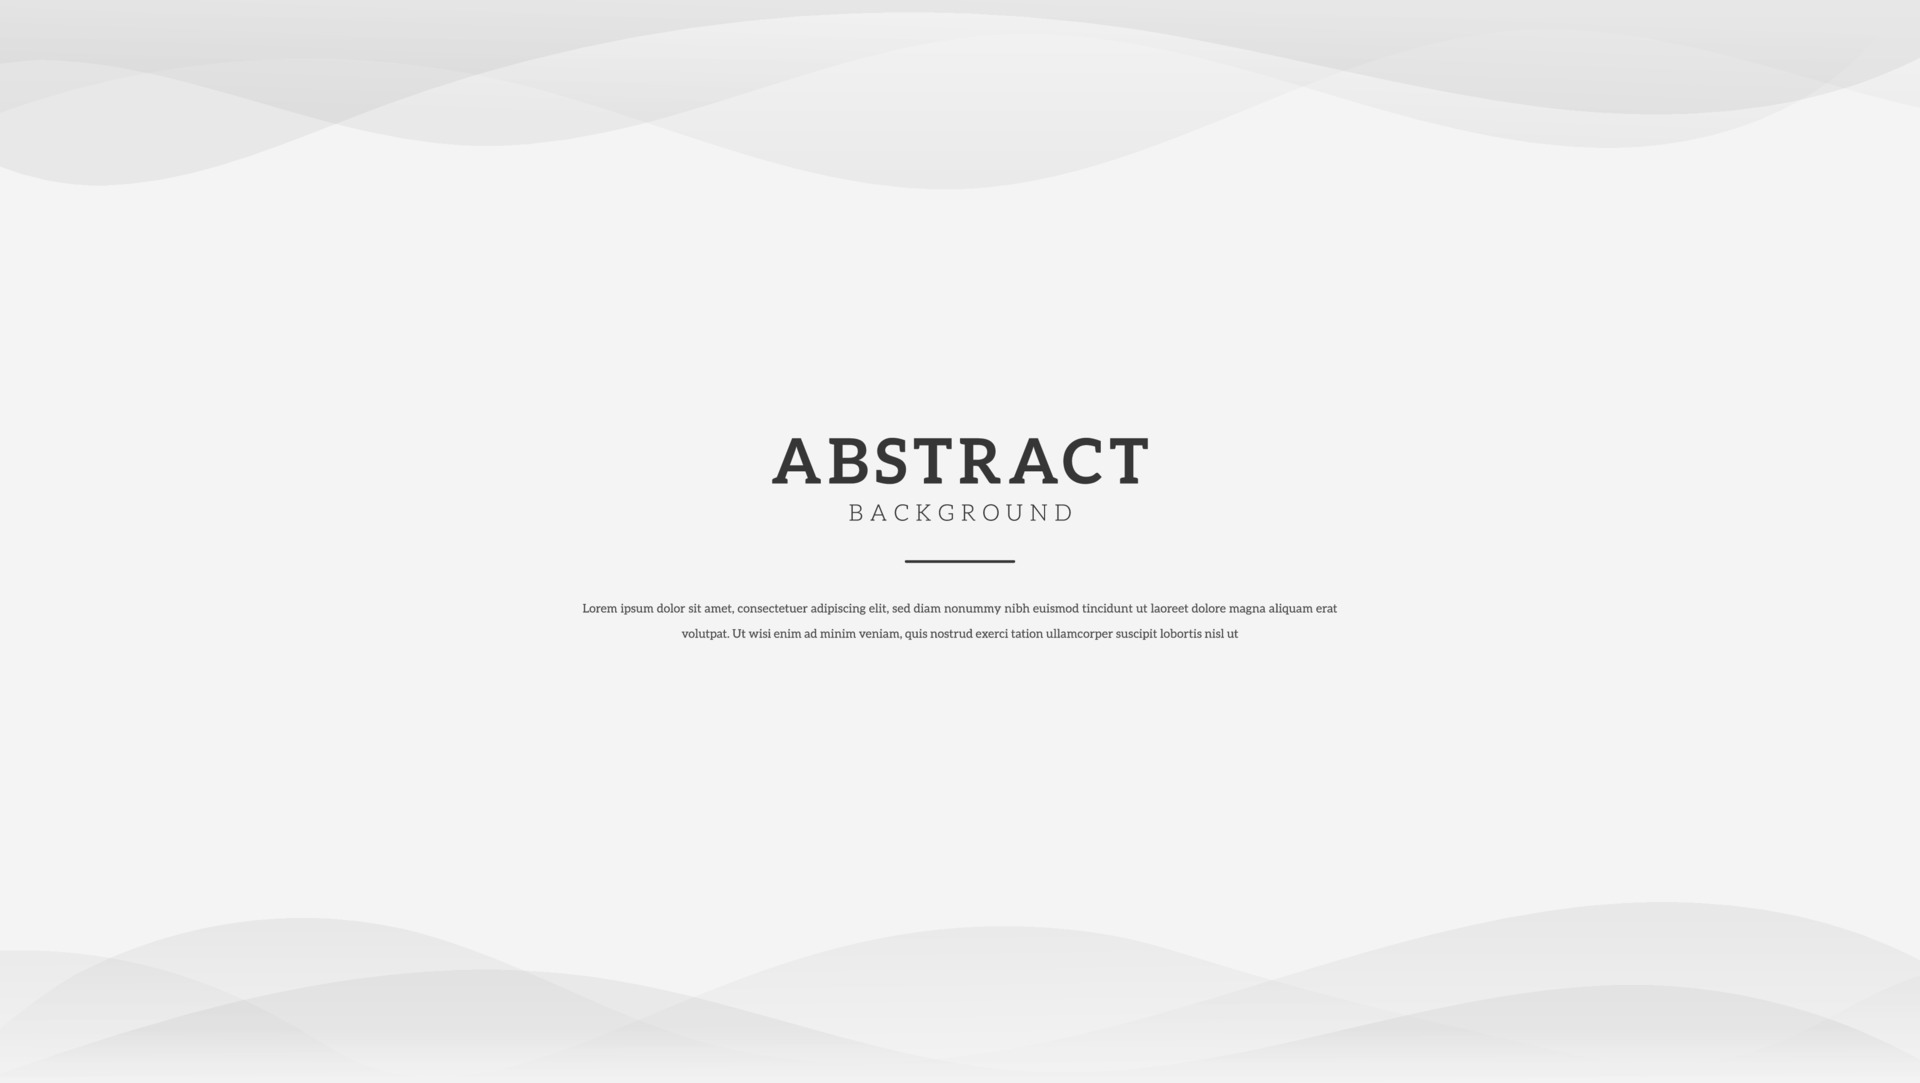 ABSTRACT
BACKGROUND
Lorem ipsum dolor sit amet, consectetuer adipiscing elit, sed diam nonummy nibh euismod tincidunt ut laoreet dolore magna aliquam erat
volutpat. Ut wisi enim ad minim veniam, quis nostrud exerci tation ullamcorper suscipit lobortis nisl ut